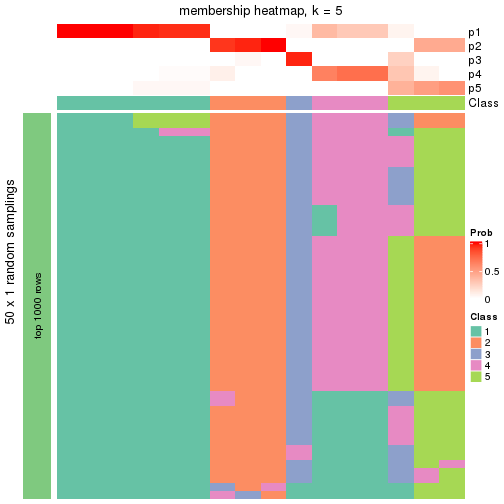 membership heatmap, k = 5
p1
p2
p3
p4
p5
Class
50 x 1 random samplings
top 1000 rows
Prob
1
0.5
0
Class
1
2
3
4
5